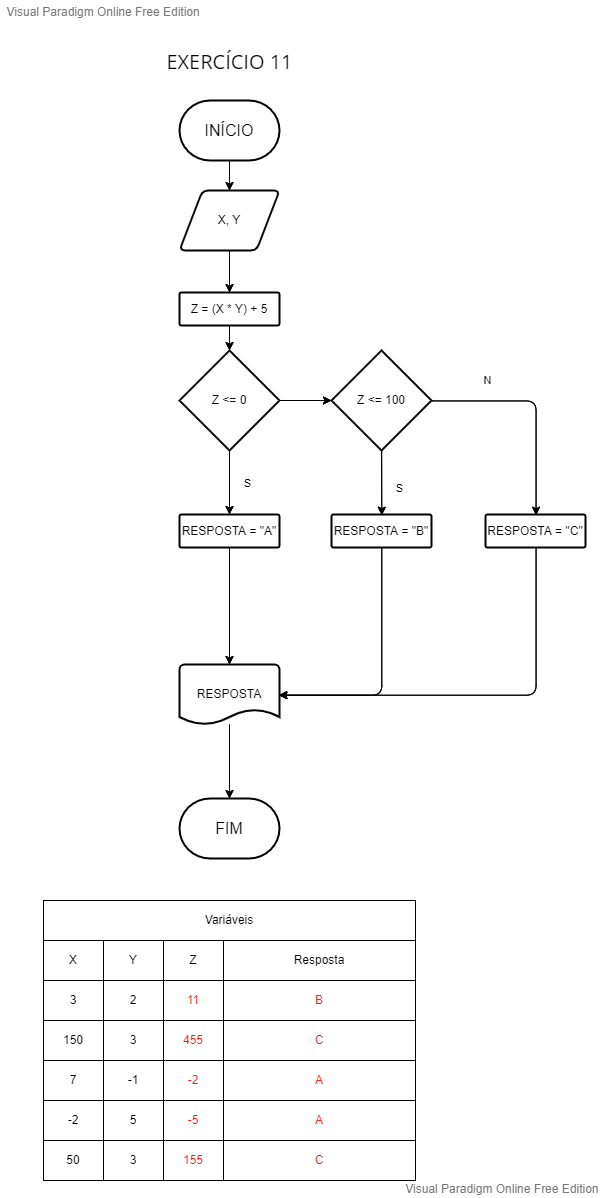 Visual Paradigm Online Free Edition
EXERCÍCIO 11
INÍCIO
X, Y
Z = (X * Y) + 5
Z <= 0
Z <= 100
N
S
S
RESPOSTA = "A"
RESPOSTA = "B"
RESPOSTA = "C"
RESPOSTA
FIM
Variáveis
X Y Z Resposta
3 2 11 B
150 3 455 C
7 -1 -2 A
-2 5 -5 A
50 3 155 C
Visual Paradigm Online Free Edition